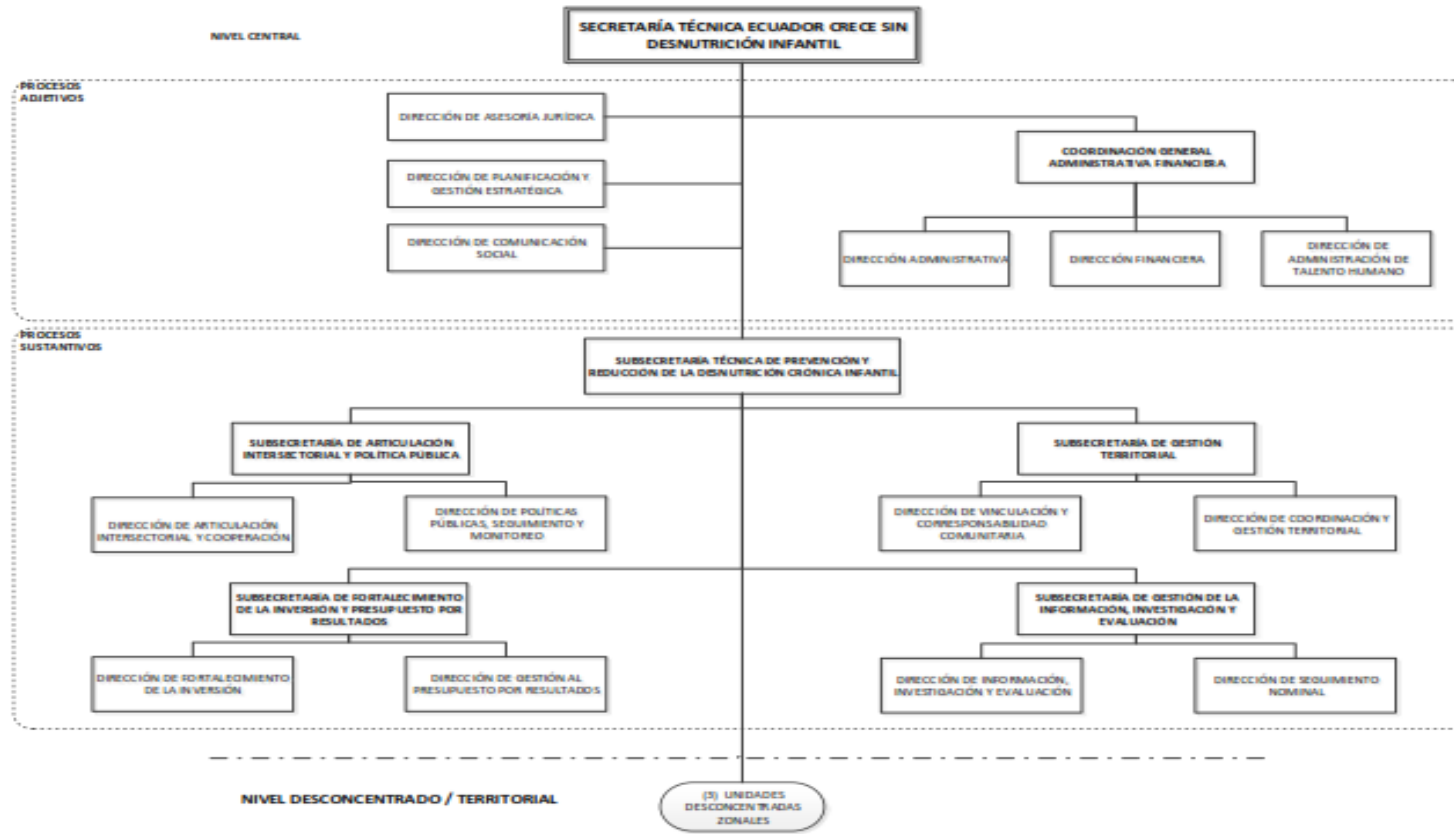 NIVEL CENTRAL
SECRETARÍA TÉCNICA ECUADOR CRECE SIN
DESNUTRICIÓN INFANTIL
PROCESOS
ADJETIVOS
DIRECCIÓN DE ASESORÍA JURÍDICA
DIRECCIÓN DE PLANIFICACIÓN Y
GESTIÓN ESTRATÉGICA
DIRECCIÓN DE COMUNICACIÓN
SOCIAL
COORDINACIÓN GENERAL
ADMINISTRATIVA FINANCIERA
DIRECCIÓN ADMINISTRATIVA
DIRECCIÓN FINANCIERA
DIRECCIÓN DE
ADMINISTRACIÓN DE
TALENTO HUMANO
PROCESOS
SUSTANTIVOS
SUBSECRETARÍA TÉCNICA DE PREVENCIÓN Y
REDUCCIÓN DE LA DESNUTRICIÓN CRÓNICA INFANTIL
SUBSECRETARÍA DE ARTICULACIÓN
INTERSECTORIAL Y POLÍTICA PÚBLICA
SUBSECRETARÍA DE GESTIÓN
TERRITORIAL
DIRECCIÓN DE ARTICULACIÓN
INTERSECTORIAL Y COOPERACIÓN
DIRECCIÓN DE POLÍTICAS
PÚBLICAS, SEGUIMIENTO Y
MONITOREO
DIRECCIÓN DE VINCULACIÓN Y
CORRESPONSABILIDAD
COMUNITARIA
DIRECCIÓN DE COORDINACIÓN Y
GESTIÓN TERRITORIAL
SUBSECRETARÍA DE FORTALECIMIENTO
DE LA INVERSIÓN Y PRESUPUESTO POR
RESULTADOS
SUBSECRETARÍA DE GESTIÓN DE LA
INFORMACIÓN, INVESTIGACIÓN Y
EVALUACIÓN
DIRECCIÓN DE FORTALECIMIENTO
DE LA INVERSIÓN
DIRECCIÓN DE GESTIÓN AL
PRESUPUESTO POR RESULTADOS
DIRECCIÓN DE INFORMACIÓN,
INVESTIGACIÓN Y EVALUACIÓN
DIRECCIÓN DE SEGUIMIENTO
NOMINAL
NIVEL DESCONCENTRADO / TERRITORIAL
(3) UNIDADES
DESCONCENTRADAS
ZONALES